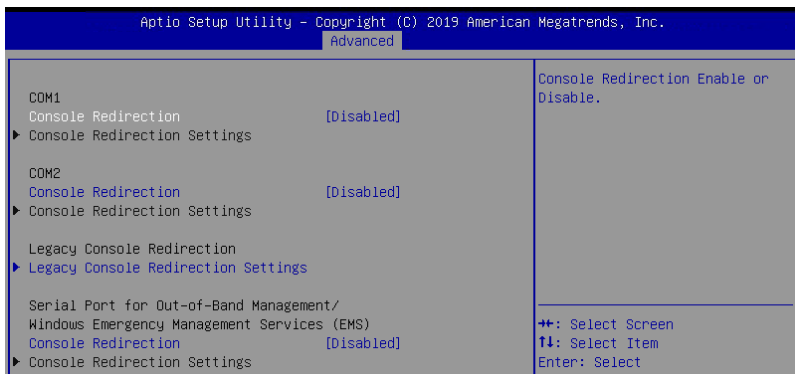 Aptio Setup Utility – Copyright (C) 2019 American Megatrends, Inc.
Advanced
COM1
Console Redirection [Disabled]
Console Redirection Settings
COM2
Console Redirection [Disabled]
Console Redirection Settings
Legacy Console Redirection
Legacy Console Redirection Settings
Serial Port for Out-of-Band Management/
Windows Emergency Management Services (EMS)
Console Redirection [Disabled]
Console Redirection Settings
Console Redirection Enable or
Disable.
→←: Select Screen
↑↓: Select Item
Enter: Select